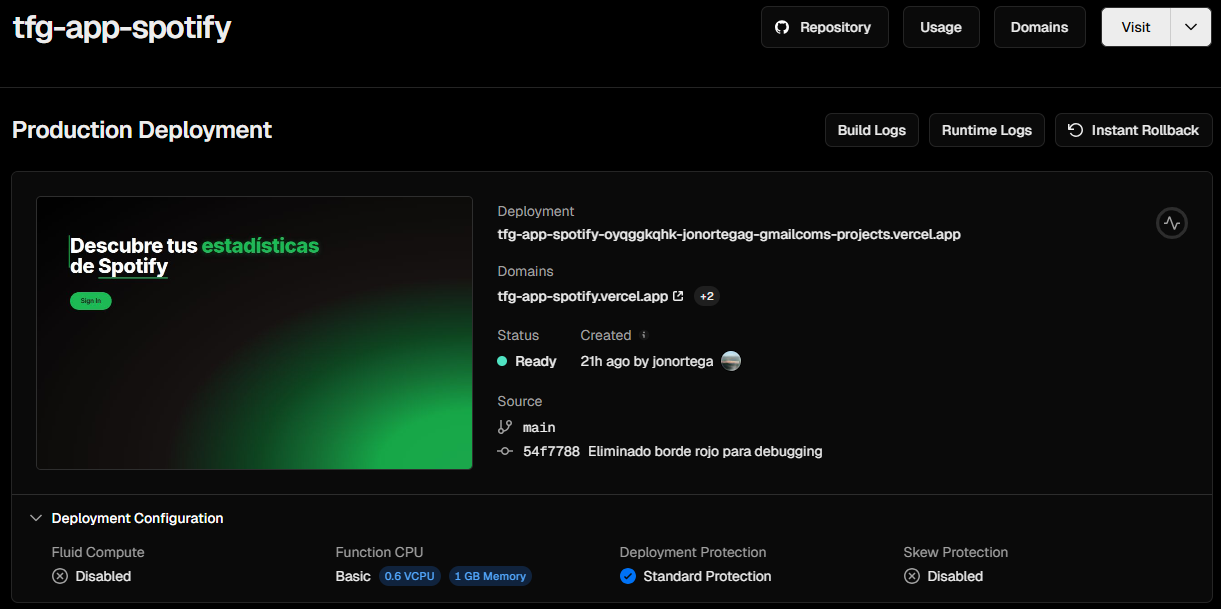 tfg-app-spotify
Repository
Usage
Domains
Visit
Production Deployment
Build Logs
Runtime Logs
Instant Rollback
Descubre tus estadísticas
de Spotify
Sign In
Deployment
tfg-app-spotify-oyqggkqhk-jonortegag-gmailcoms-projects.vercel.app
Domains
tfg-app-spotify.vercel.app +2
Status Created
Ready 21h ago by jonortega
Source
main
54f7788 Eliminado borde rojo para debugging
Deployment Configuration
Fluid Compute Function CPU Deployment Protection Skew Protection
Disabled Basic 0.6 VCPU 1 GB Memory Standard Protection Disabled